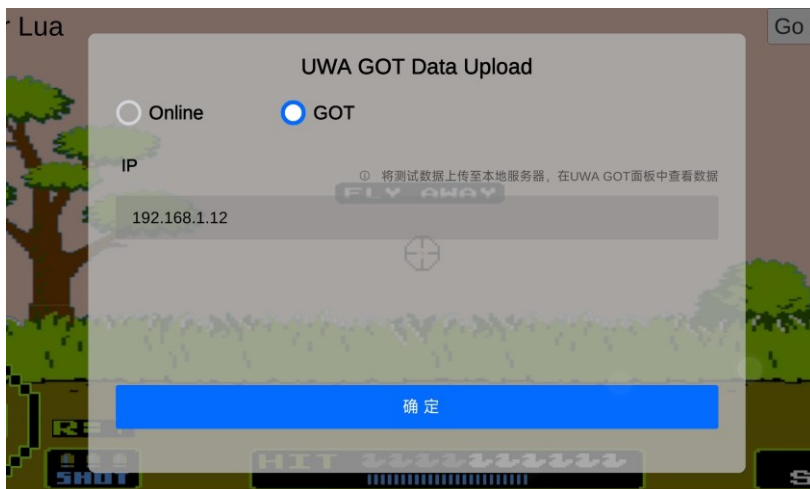 Lua
Go
UWA GOT Data Upload
Online
GOT
IP
将测试数据上传至本地服务器，在UWA GOT面板中查看数据
FLY AWAY
192.168.1.12
确定
R=
HIT
SHOT
S